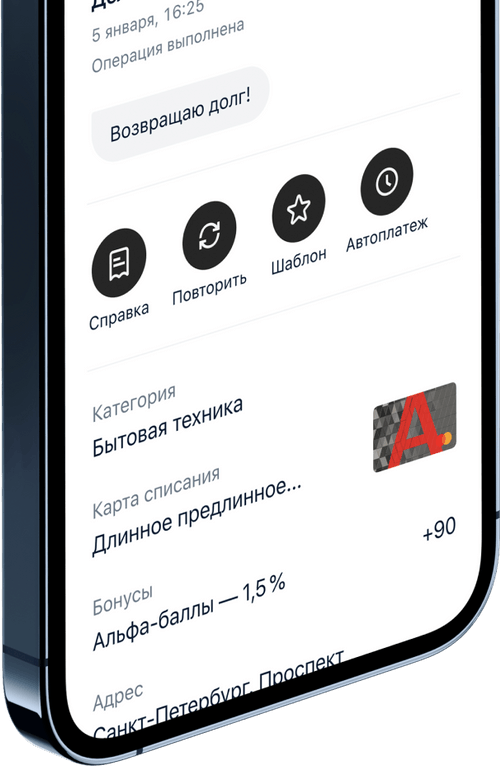 5 января, 16:25
Операция выполнена
Возвращаю долг!
Справка
Повторить
Шаблон
Автоплатеж
Категория
Бытовая техника
Карта списания
Длинное предлинное...
Бонусы
+90
Альфа-баллы — 1,5 %
Адрес
Санкт-Петербург, Проспект